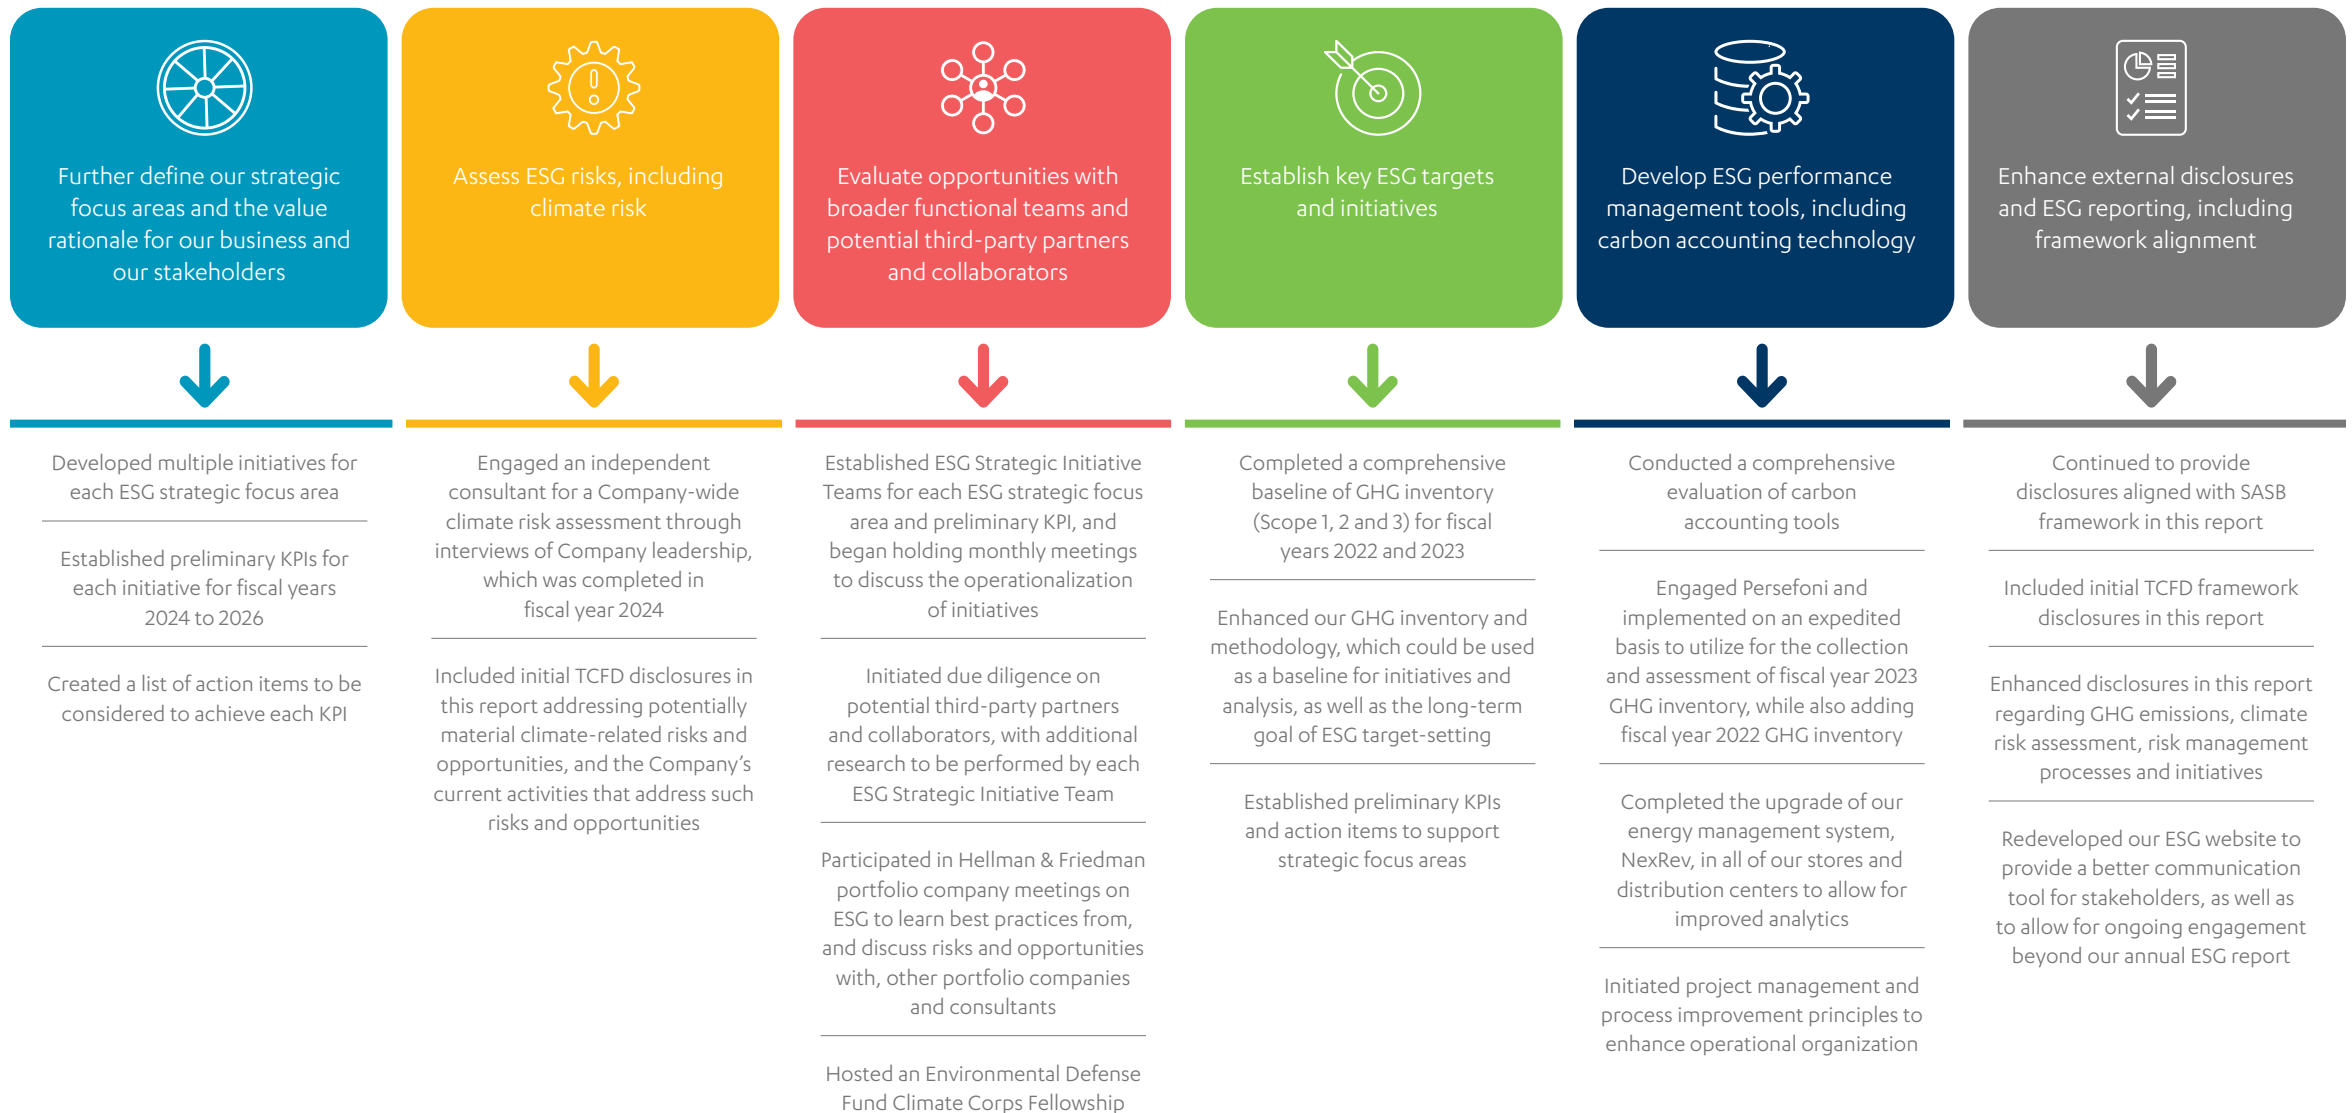 Further define our strategic
focus areas and the value
rationale for our business and
our stakeholders
Assess ESG risks, including
climate risk
Evaluate opportunities with
broader functional teams and
potential third-party partners
and collaborators
Establish key ESG targets
and initiatives
Develop ESG performance
management tools, including
carbon accounting technology
Enhance external disclosures
and ESG reporting, including
framework alignment
Developed multiple initiatives for
each ESG strategic focus area
Established preliminary KPIs for
each initiative for fiscal years
2024 to 2026
Created a list of action items to be
considered to achieve each KPI
Engaged an independent
consultant for a Company-wide
climate risk assessment through
interviews of Company leadership,
which was completed in
fiscal year 2024
Included initial TCFD disclosures in
this report addressing potentially
material climate-related risks and
opportunities, and the Company's
current activities that address such
risks and opportunities
Established ESG Strategic Initiative
Teams for each ESG strategic focus
area and preliminary KPI, and
began holding monthly meetings
to discuss the operationalization
of initiatives
Initiated due diligence on
potential third-party partners
and collaborators, with additional
research to be performed by each
ESG Strategic Initiative Team
Participated in Hellman & Friedman
portfolio company meetings on
ESG to learn best practices from,
and discuss risks and opportunities
with, other portfolio companies
and consultants
Hosted an Environmental Defense
Fund Climate Corps Fellowship
Completed a comprehensive
baseline of GHG inventory
(Scope 1, 2 and 3) for fiscal
years 2022 and 2023
Enhanced our GHG inventory and
methodology, which could be used
as a baseline for initiatives and
analysis, as well as the long-term
goal of ESG target-setting
Established preliminary KPIs
and action items to support
strategic focus areas
Conducted a comprehensive
evaluation of carbon
accounting tools
Engaged Persefoni and
implemented on an expedited
basis to utilize for the collection
and assessment of fiscal year 2023
GHG inventory, while also adding
fiscal year 2022 GHG inventory
Completed the upgrade of our
energy management system,
NexRev, in all of our stores and
distribution centers to allow for
improved analytics
Initiated project management and
process improvement principles to
enhance operational organization
Continued to provide
disclosures aligned with SASB
framework in this report
Included initial TCFD framework
disclosures in this report
Enhanced disclosures in this report
regarding GHG emissions, climate
risk assessment, risk management
processes and initiatives
Redeveloped our ESG website to
provide a better communication
tool for stakeholders, as well as
to allow for ongoing engagement
beyond our annual ESG report